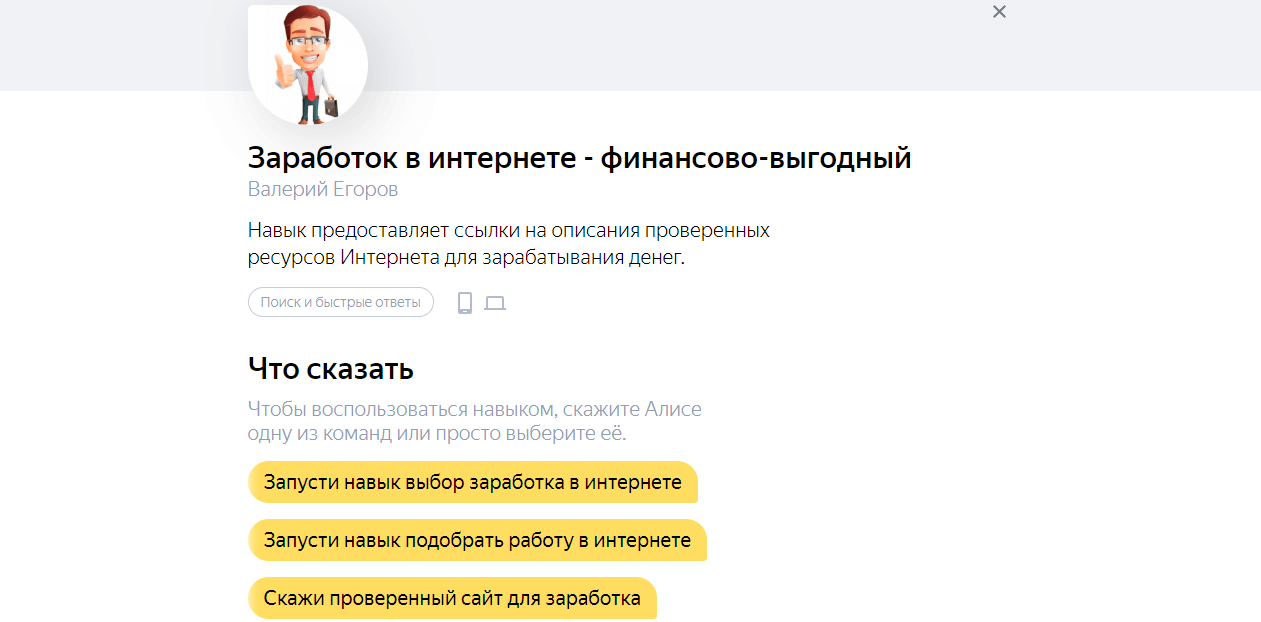 Заработок в интернете - финансово-выгодный
Валерий Егоров
Навык предоставляет ссылки на описания проверенных
ресурсов Интернета для зарабатывания денег.
Поиск и быстрые ответы
Что сказать
Чтобы воспользоваться навыком, скажите Алисе
одну из команд или просто выберите её.
Запусти навык выбор заработка в интернете
Запусти навык подобрать работу в интернете
Скажи проверенный сайт для заработка